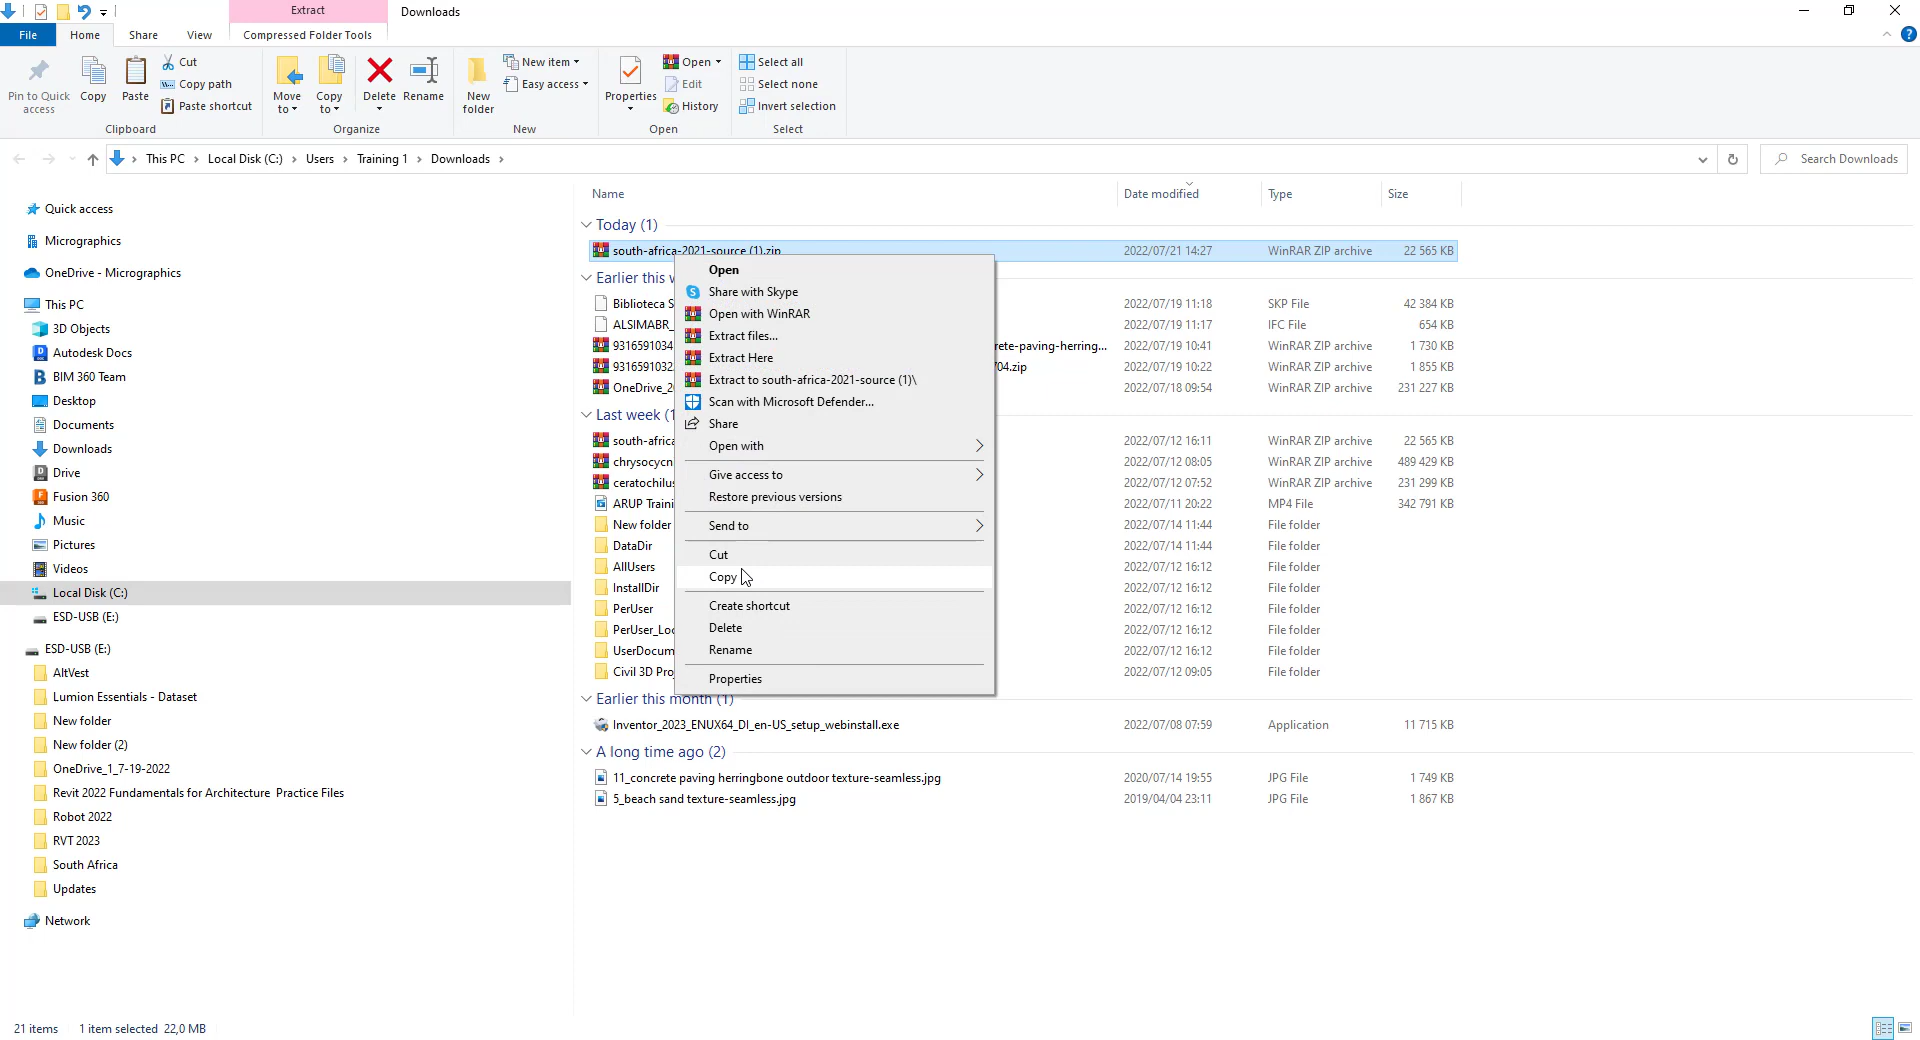 Extract
Downloads
File
Home
Share
View
Compressed Folder Tools
Pin to Quick access
Copy
Paste
Cut
Copy path
Paste shortcut
Clipboard
Move to
Copy to
Delete
Rename
Organize
New folder
New item
Easy access
New
Properties
Open
Edit
History
Open
Select all
Select none
Invert selection
Select
This PC
Local Disk (C:)
Users
Training 1
Downloads
Search Downloads
Quick access
Micrographics
OneDrive - Micrographics
This PC
3D Objects
Autodesk Docs
BIM 360 Team
Desktop
Documents
Downloads
Drive
Fusion 360
Music
Pictures
Videos
Local Disk (C:)
ESD-USB (E:)
ESD-USB (E:)
AltVest
Lumion Essentials - Dataset
New folder
New folder (2)
OneDrive_1_7-19-2022
Revit 2022 Fundamentals for Architecture Practice Files
Robot 2022
RVT 2023
South Africa
Updates
Network
Name Date modified Type Size
Today (1)
south-africa-2021-source (1).zip 2022/07/21 14:27 WinRAR ZIP archive 22 565 KB
Earlier this w
Biblioteca S 2022/07/19 11:18 SKP File 42 384 KB
ALSIMABR_ 2022/07/19 11:17 IFC File 654 KB
9316591034 rete-paving-herring... 2022/07/19 10:41 WinRAR ZIP archive 1 730 KB
931659103 704.zip 2022/07/19 10:22 WinRAR ZIP archive 1 855 KB
OneDrive_2 2022/07/18 09:54 WinRAR ZIP archive 231 227 KB
Last week (1
south-africa 2022/07/12 16:11 WinRAR ZIP archive 22 565 KB
chrysocycn 2022/07/12 08:05 WinRAR ZIP archive 489 429 KB
ceratochilus 2022/07/12 07:52 WinRAR ZIP archive 231 299 KB
ARUP Traini 2022/07/11 20:22 MP4 File 342 791 KB
New folder 2022/07/14 11:44 File folder
DataDir 2022/07/14 11:44 File folder
AllUsers 2022/07/12 16:12 File folder
InstallDir 2022/07/12 16:12 File folder
PerUser 2022/07/12 16:12 File folder
PerUser_Loc 2022/07/12 16:12 File folder
UserDocum 2022/07/12 16:12 File folder
Civil 3D Pro 2022/07/12 09:05 File folder
Earlier this month (1)
Inventor_2023_ENUX64_DI_en-US_setup_webinstall.exe 2022/07/08 07:59 Application 11 715 KB
A long time ago (2)
11_concrete paving herringbone outdoor texture-seamless.jpg 2020/07/14 19:55 JPG File 1 749 KB
5_beach sand texture-seamless.jpg 2019/04/04 23:11 JPG File 1 867 KB
Open
Share with Skype
Open with WinRAR
Extract files...
Extract Here
Extract to south-africa-2021-source (1)\
Scan with Microsoft Defender...
Share
Open with
Give access to
Restore previous versions
Send to
Cut
Copy
Create shortcut
Delete
Rename
Properties
21 items 1 item selected 22,0 MB